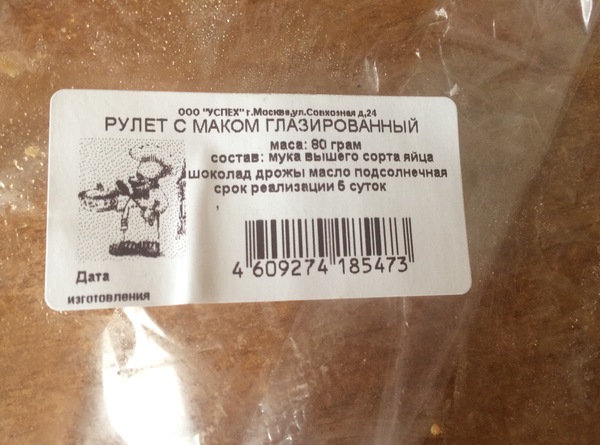 ООО "УСПЕХ" г.Москве,ул.Совхозная д,24
РУЛЕТ С МАКОМ ГЛАЗИРОВАННЫЙ
маса: 80 грам
состав: мука вышего сорта яйца
шоколад дрожы масло подсолнечная
срок реализации 5 суток
,
4 609274 185473
Дата
изготовления